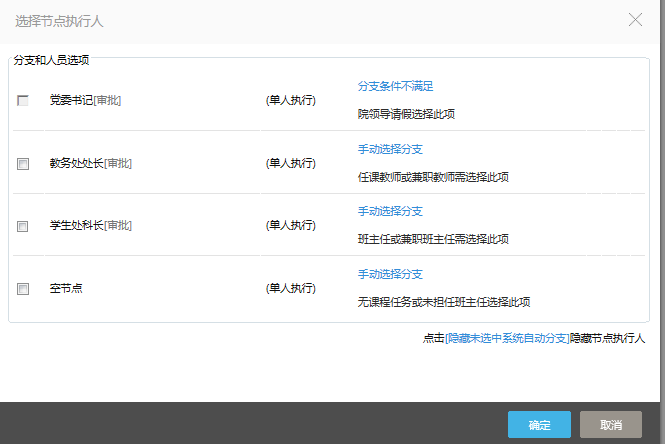 选择节点执行人
分支和人员选项
党委书记[审批] (单人执行) 分支条件不满足
院领导请假选择此项
教务处处长[审批] (单人执行) 手动选择分支
任课教师或兼职教师需选择此项
学生处科长[审批] (单人执行) 手动选择分支
班主任或兼职班主任需选择此项
空节点 (单人执行) 手动选择分支
无课程任务或未担任班主任选择此项
点击[隐藏未选中系统自动分支]隐藏节点执行人
确定 取消